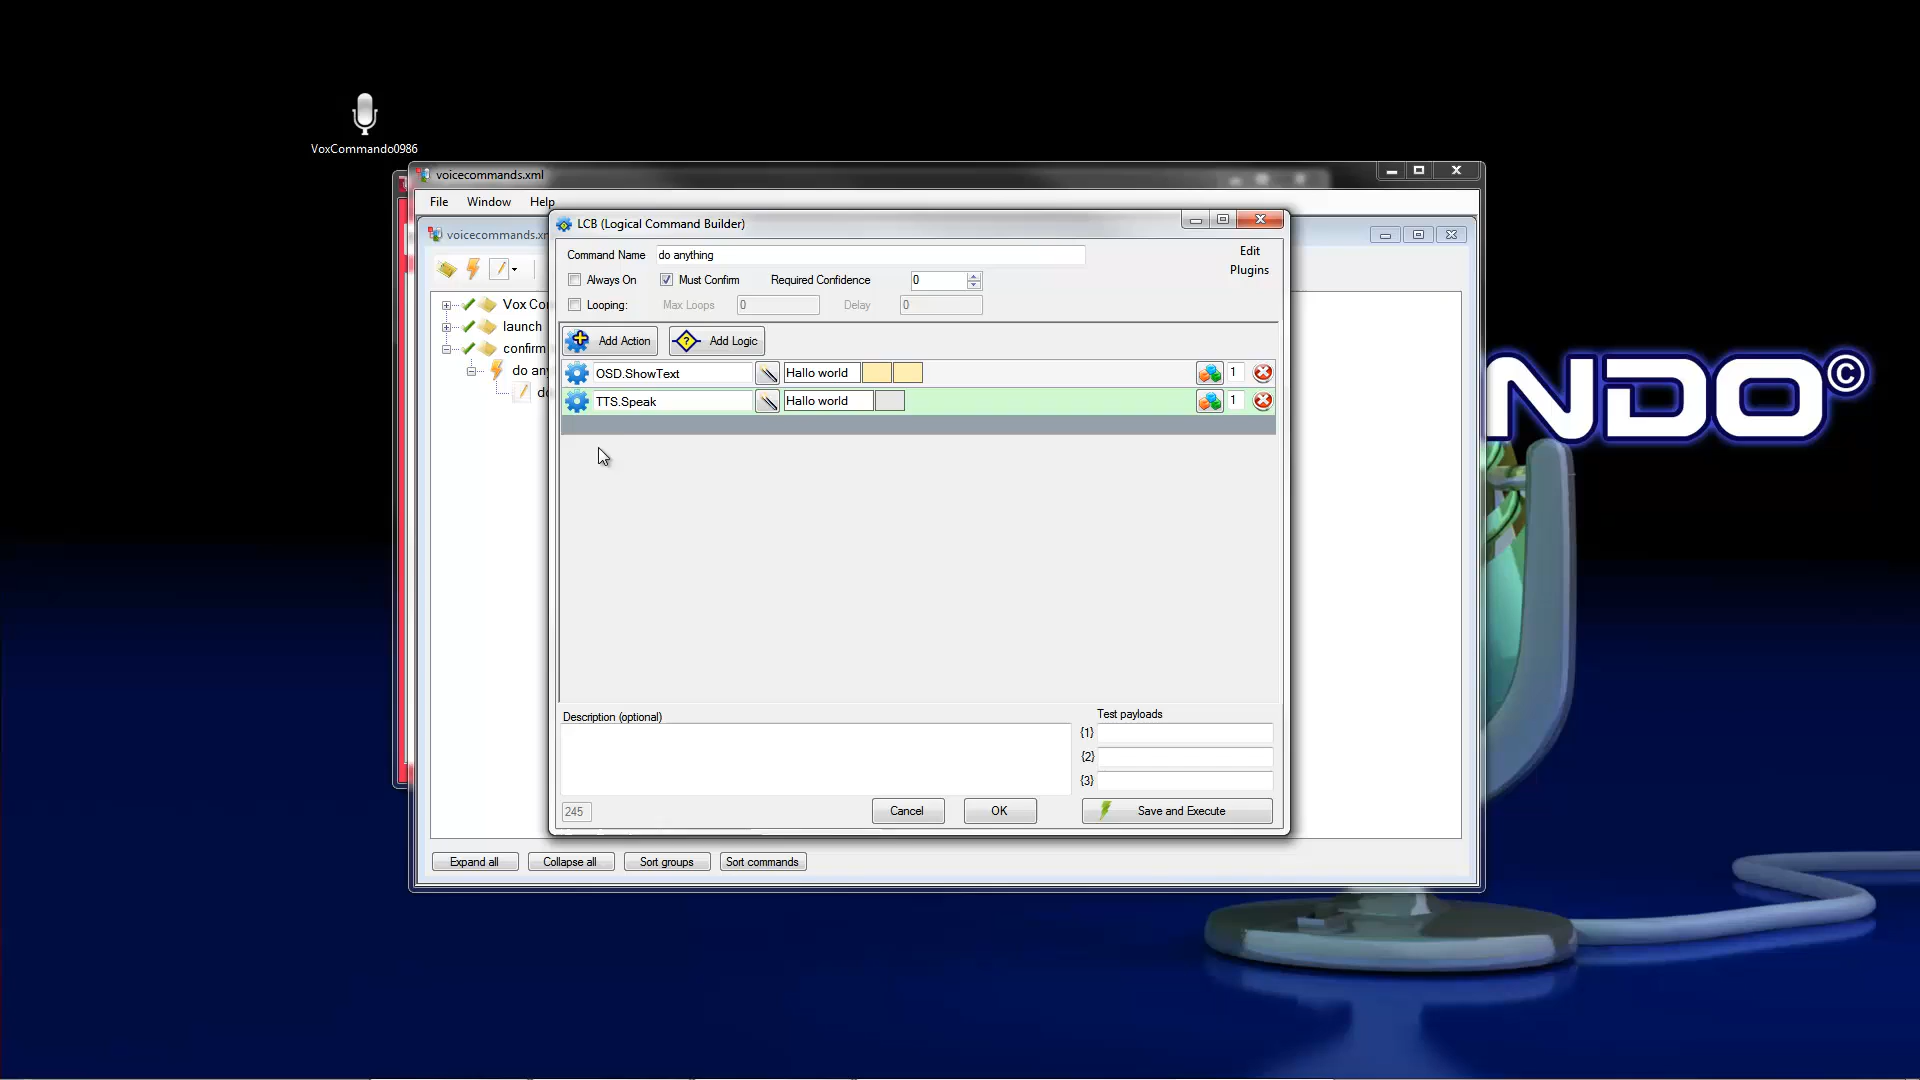 VoxCommando0986
voicecommands.xml
File Window Help
voicecommands.x
LCB (Logical Command Builder)
Command Name do anything
Edit
Plugins
Always On Must Confirm Required Confidence 0
Looping: Max Loops 0 Delay 0
Add Action Add Logic
Vox Co
launch
confirm
do an
d
OSD.ShowText Hallo world 1
TTS.Speak Hallo world 1
NDO©
Description (optional)
Test payloads
{1}
{2}
{3}
245 Cancel OK Save and Execute
Expand all Collapse all Sort groups Sort commands